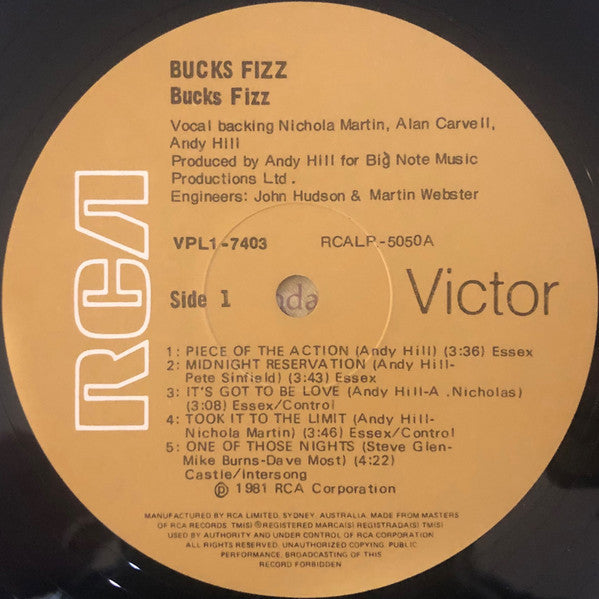 BUCKS FIZZ
Bucks Fizz
Vocal backing Nichola Martin, Alan Carvell,
Andy Hill
Produced by Andy Hill for Big Note Music
Productions Ltd.
Engineers: John Hudson & Martin Webster
VPL1-7403 RCALP-5050A
RCA
Side 1
nda
Victor
1: PIECE OF THE ACTION (Andy Hill) (3:36) Essex
2: MIDNIGHT RESERVATION (Andy Hill-
Pete Sinfield) (3:43) Essex
3: IT'S GOT TO BE LOVE (Andy Hill-A .Nicholas)
(3:08) Essex/Control
4: TOOK IT TO THE LIMIT (Andy Hill-
Nichola Martin) (3:46) Essex/Control
5: ONE OF THOSE NIGHTS (Steve Glen-
Mike Burns-Dave Most) (4:22)
Castle/Intersong
℗ 1981 RCA Corporation
MANUFACTURED BY RCA LIMITED, SYDNEY, AUSTRALIA, MADE FROM MASTERS
OF RCA RECORDS. TM(S) ®REGISTERED MARCA(S) REGISTRADA(S) TM(S)
USED BY AUTHORITY AND UNDER CONTROL OF RCA CORPORATION
ALL RIGHTS RESERVED. UNAUTHORIZED COPYING, PUBLIC
PERFORMANCE, BROADCASTING OF THIS
RECORD FORBIDDEN